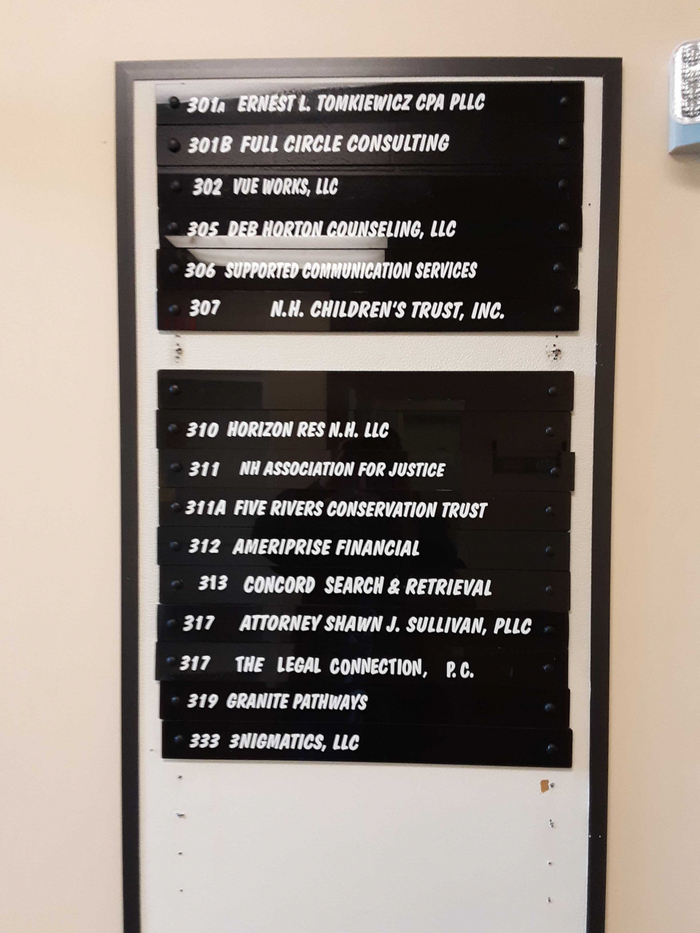 301A ERNEST L. TOMKIEWICZ CPA PLLC
301B FULL CIRCLE CONSULTING
302 VUE WORKS, LLC
305 DEB HORTON COUNSELING, LLC
306 SUPPORTED COMMUNICATION SERVICES
307 N.H. CHILDREN'S TRUST, INC.
310 HORIZON RES N.H. LLC
311 NH ASSOCIATION FOR JUSTICE
311A FIVE RIVERS CONSERVATION TRUST
312 AMERIPRISE FINANCIAL
313 CONCORD SEARCH & RETRIEVAL
317 ATTORNEY SHAWN J. SULLIVAN, PLLC
317 THE LEGAL CONNECTION, P.C.
319 GRANITE PATHWAYS
333 3NIGMATICS, LLC